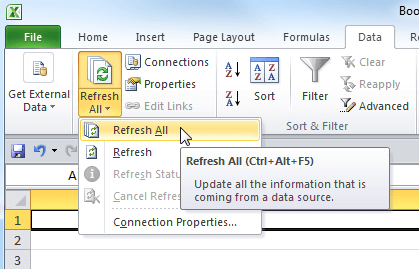 Boo
File Home Insert Page Layout Formulas Data Re
Get External
Data
Refresh
All
Connections
Properties
Edit Links
Sort
Filter
Clear
Reapply
Advanced
Sort & Filter
Refresh All
Refresh
Refresh Status
Cancel Refresh
Connection Properties...
Refresh All (Ctrl+Alt+F5)
Update all the information that is
coming from a data source.
A
1
2
3